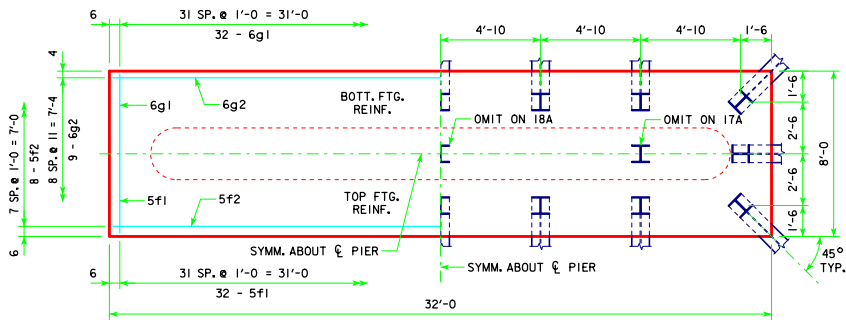 6
31 SP. @ 1'-0 = 31'-0
32 - 6g1
4'-10
4'-10
4'-10
1'-6
4
6g1
6g2
BOTT. FTG.
REINF.
OMIT ON 18A
OMIT ON 17A
1'-6
2'-6
8'-0
2'-6
1'-6
7 SP. @ 1'-0 = 7'-0
8 - 5f2
8 SP. @ 11 = 7'-4
9 - 6g2
6
5f1
5f2
TOP FTG.
REINF.
SYMM. ABOUT ℄ PIER
SYMM. ABOUT ℄ PIER
45°
TYP.
6
31 SP. @ 1'-0 = 31'-0
32 - 5f1
32'-0